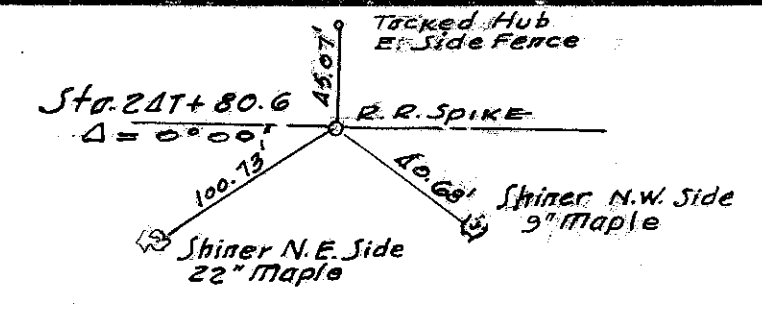 Tacked Hub
E. Side Fence
45.07'
Sta. 247+80.6
Δ = 0°00'
R.R. SPIKE
100.73'
40.68'
Shiner N.W. Side
9" Maple
Shiner N.E. Side
22" Maple